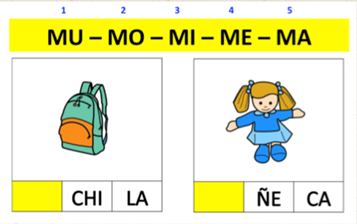 1 2 3 4 5
MU – MO – MI – ME – MA
CHI LA ÑE CA